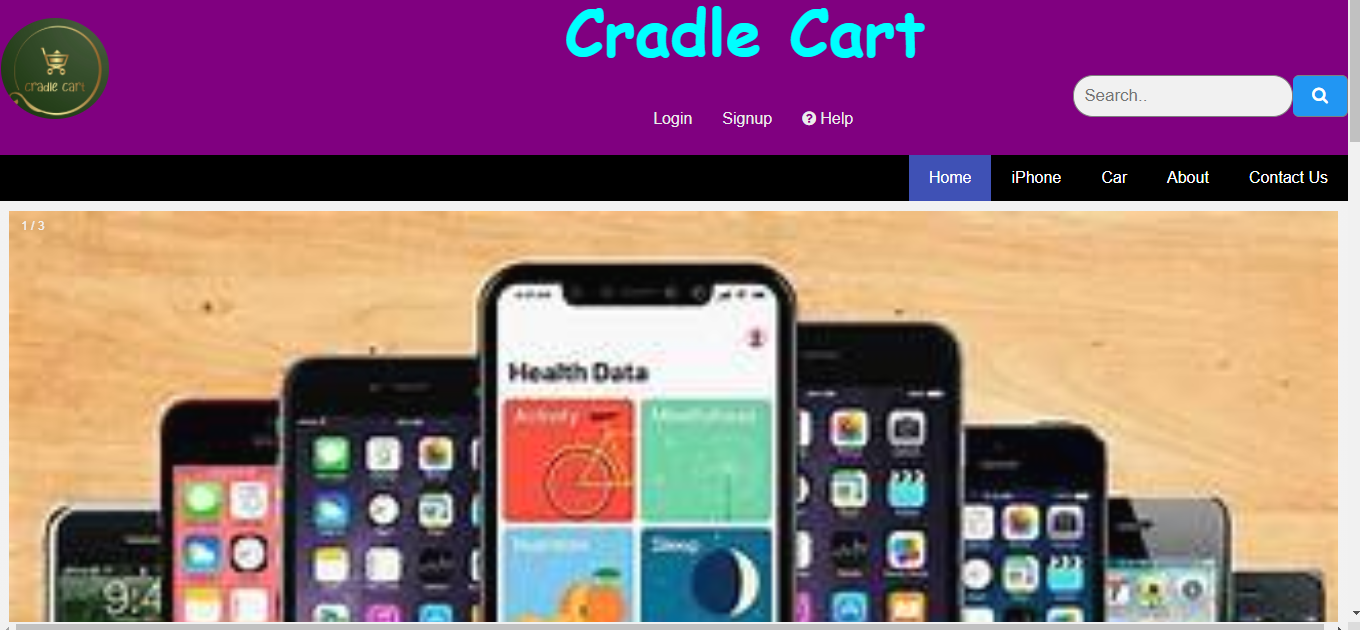 Cradle Cart
cradle cart
Search..
Login Signup Help
Home iPhone Car About Contact Us
1 / 3
Health Data
Activity Mindfulness
Nutrition Sleep
9:4